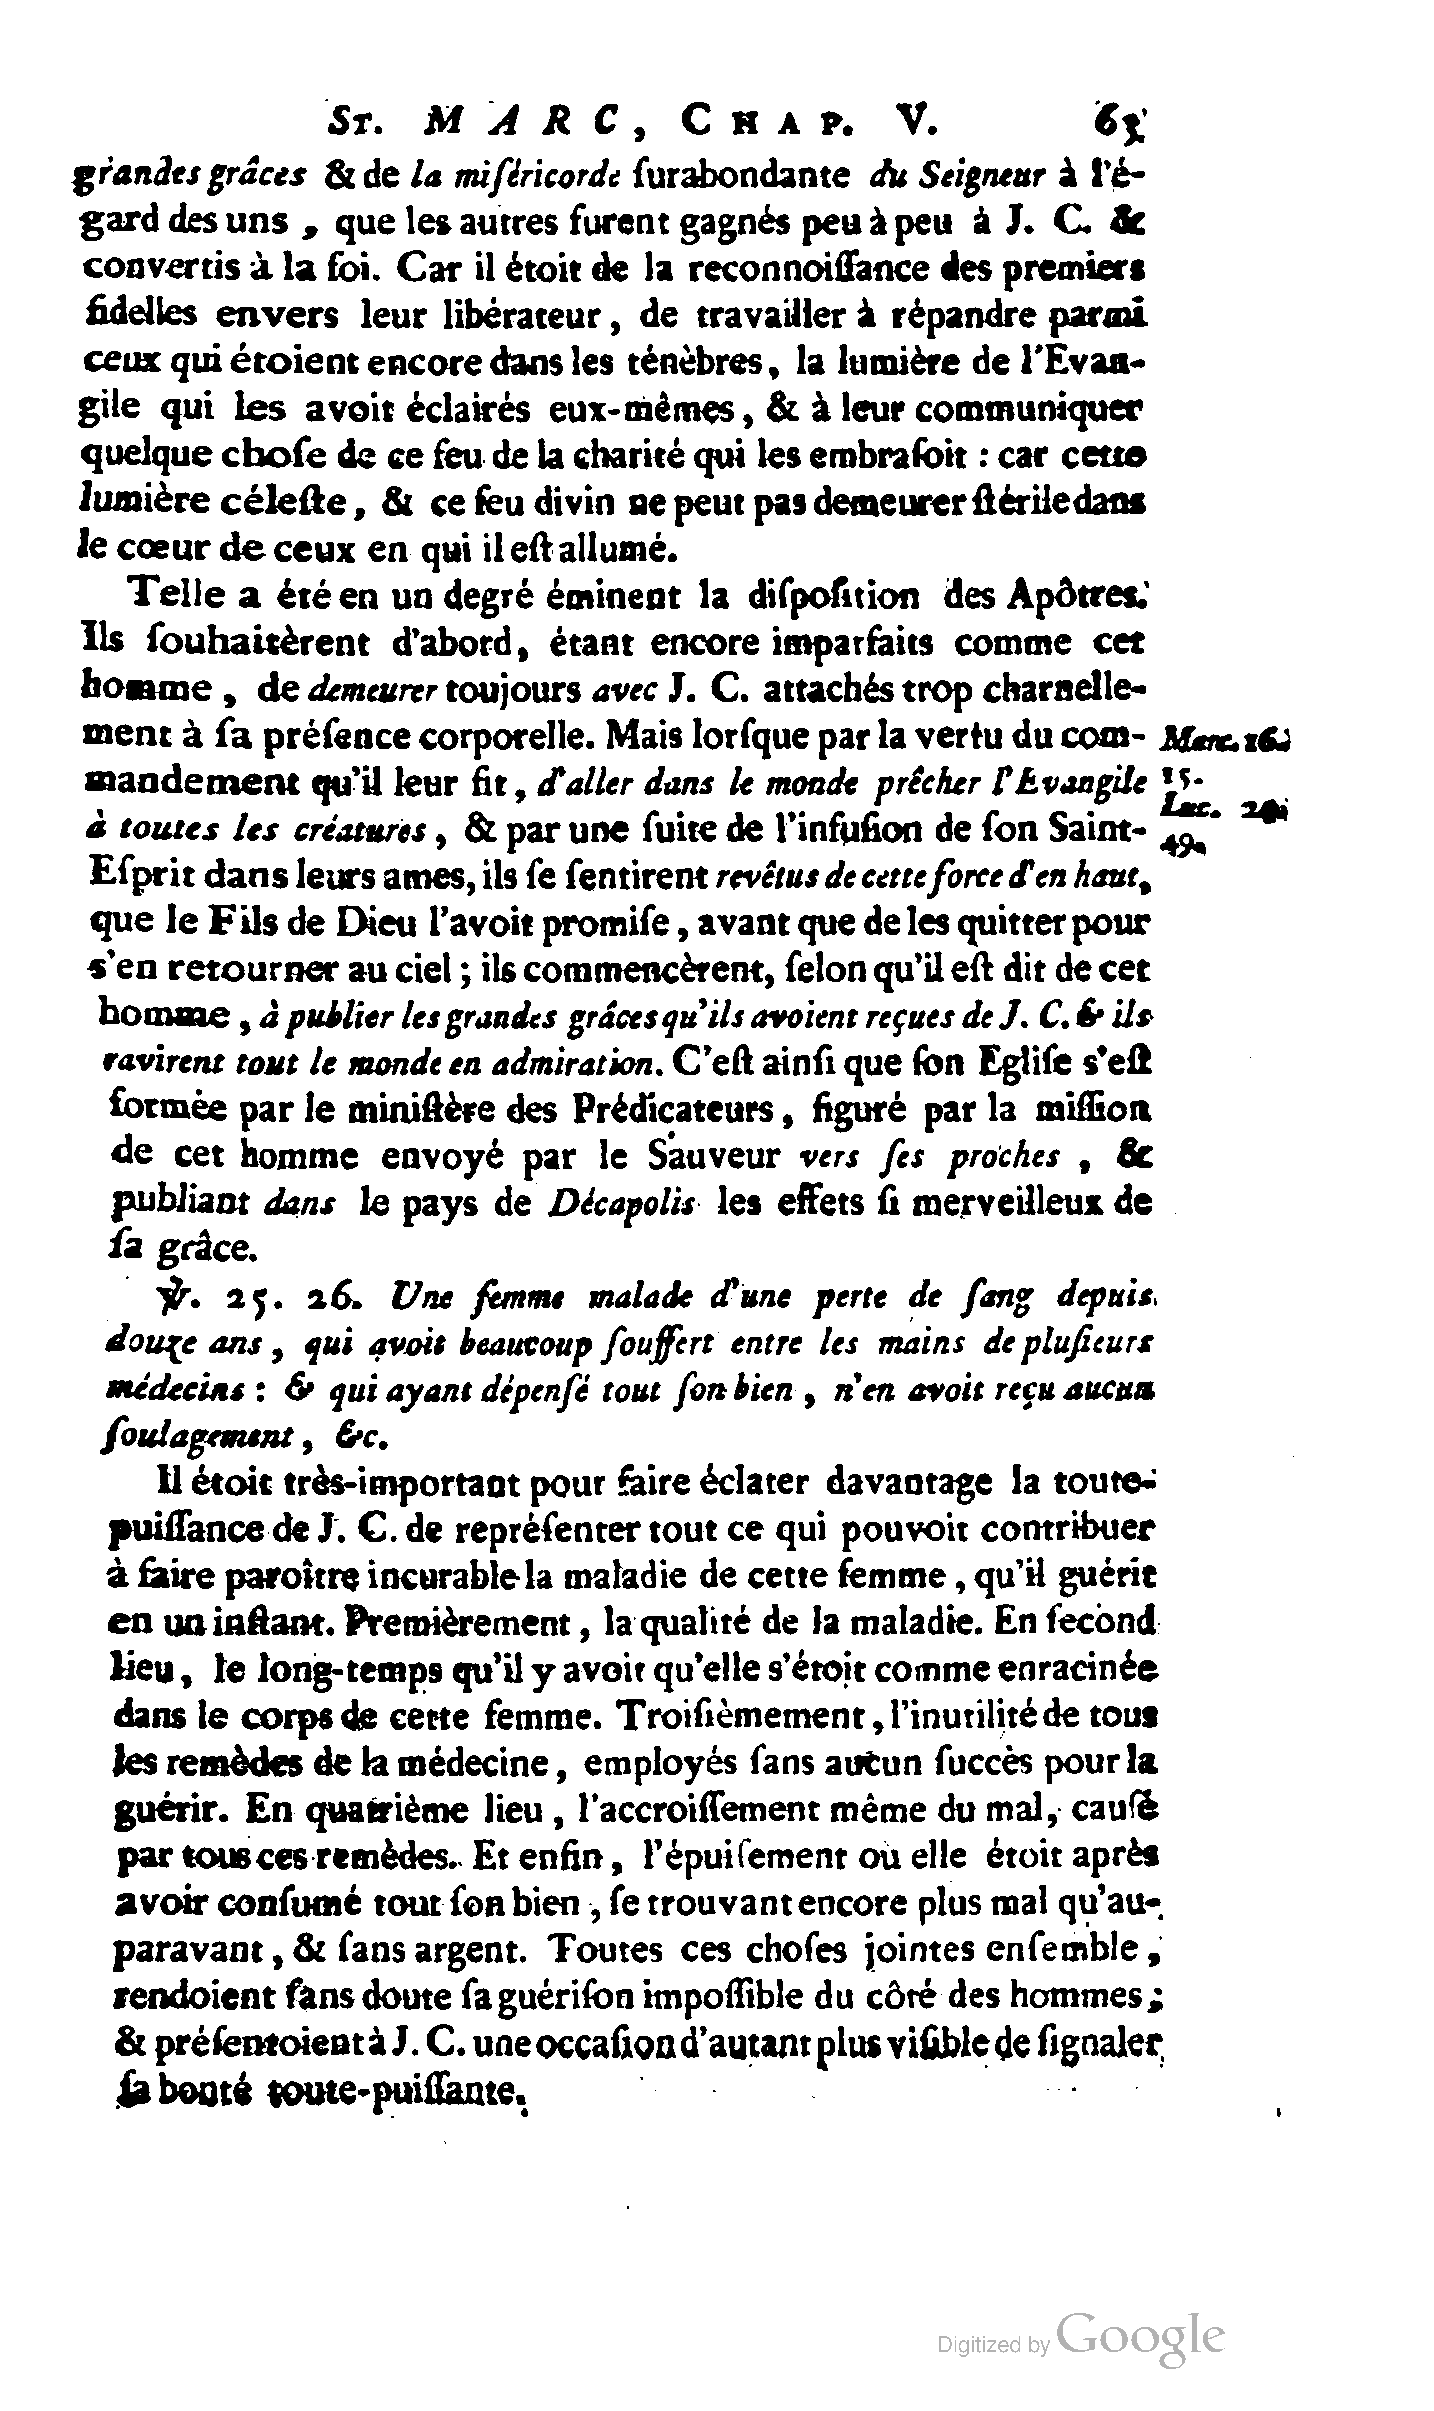 St. MARC, CHAP. V. 65
grandes grâces & de la miſéricorde ſurabondante du Seigneur à l'é-
gard des uns, que les autres furent gagnés peu à peu à J. C. &
convertis à la foi. Car il étoit de la reconnoiſſance des premiers
fidelles envers leur libérateur, de travailler à répandre parmi
ceux qui étoient encore dans les ténèbres, la lumière de l'Evan-
gile qui les avoit éclairés eux-mêmes, & à leur communiquer
quelque choſe de ce feu de la charité qui les embraſoit : car cette
lumière céleſte, & ce feu divin ne peut pas demeurer ſtérile dans
le cœur de ceux en qui il eſt allumé.
Telle a été en un degré éminent la diſpoſition des Apôtres.
Ils ſouhaitèrent d'abord, étant encore imparfaits comme cet
homme, de demeurer toujours avec J. C. attachés trop charnelle-
ment à ſa préſence corporelle. Mais lorſque par la vertu du com-
mandement qu'il leur fit, d'aller dans le monde prêcher l'Evangile
à toutes les créatures, & par une ſuite de l'infuſion de ſon Saint-
Eſprit dans leurs ames, ils ſe ſentirent revêtus de cette force d'en haut,
que le Fils de Dieu l'avoit promiſe, avant que de les quitter pour
s'en retourner au ciel ; ils commencèrent, ſelon qu'il eſt dit de cet
homme, à publier les grandes grâces qu'ils avoient reçues de J. C. & ils
ravirent tout le monde en admiration. C'eſt ainſi que ſon Egliſe s'eſt
formée par le miniſtère des Prédicateurs, figuré par la miſſion
de cet homme envoyé par le Sauveur vers ſes proches, &
publiant dans le pays de Décapolis les effets ſi merveilleux de
ſa grâce.
Marc. 16.
15.
Luc. 24.
49.
℣. 25. 26. Une femme malade d'une perte de ſang depuis
douze ans, qui avoit beaucoup ſouffert entre les mains de pluſieurs
médecins : & qui ayant dépenſé tout ſon bien, n'en avoit reçu aucun
ſoulagement, &c.
Il étoit très-important pour faire éclater davantage la toute-
puiſſance de J. C. de repréſenter tout ce qui pouvoit contribuer
à faire paroître incurable la maladie de cette femme, qu'il guérit
en un inſtant. Premièrement, la qualité de la maladie. En ſecond
lieu, le long-temps qu'il y avoit qu'elle s'étoit comme enracinée
dans le corps de cette femme. Troiſièmement, l'inutilité de tous
les remèdes de la médecine, employés ſans aucun ſuccès pour la
guérir. En quatrième lieu, l'accroiſſement même du mal, cauſé
par tous ces remèdes. Et enfin, l'épuiſement où elle étoit après
avoir conſumé tout ſon bien, ſe trouvant encore plus mal qu'au-
paravant, & ſans argent. Toutes ces choſes jointes enſemble,
rendoient ſans doute ſa guériſon impoſſible du côté des hommes ;
& préſentoient à J. C. une occaſion d'autant plus viſible de ſignaler
ſa bonté toute-puiſſante.
Digitized by Google